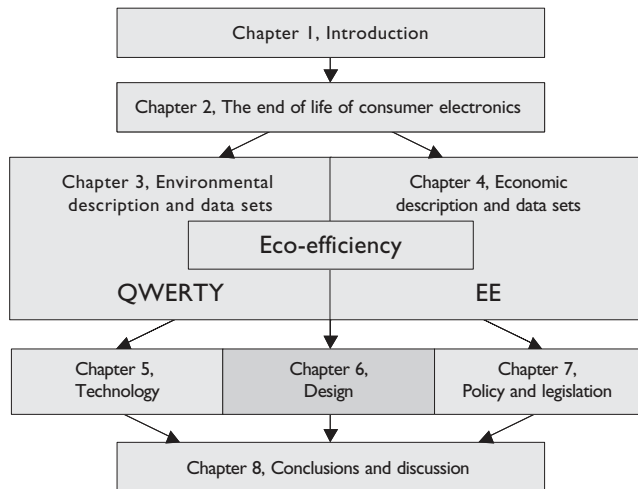 Chapter 1, Introduction
Chapter 2, The end of life of consumer electronics
Chapter 3, Environmental
description and data sets
Chapter 4, Economic
description and data sets
Eco-efficiency
QWERTY
EE
Chapter 5,
Technology
Chapter 6,
Design
Chapter 7,
Policy and legislation
Chapter 8, Conclusions and discussion